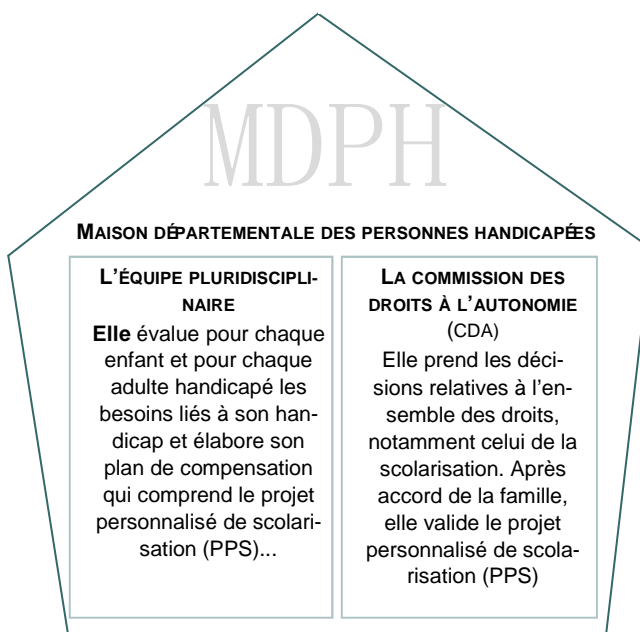 MDPH
MAISON DÉPARTEMENTALE DES PERSONNES HANDICAPÉES
L'ÉQUIPE PLURIDISCIPLI-
NAIRE
Elle évalue pour chaque
enfant et pour chaque
adulte handicapé les
besoins liés à son han-
dicap et élabore son
plan de compensation
qui comprend le projet
personnalisé de scolari-
sation (PPS)...
LA COMMISSION DES
DROITS À L'AUTONOMIE
(CDA)
Elle prend les déci-
sions relatives à l'en-
semble des droits,
notamment celui de la
scolarisation. Après
accord de la famille,
elle valide le projet
personnalisé de scola-
risation (PPS)